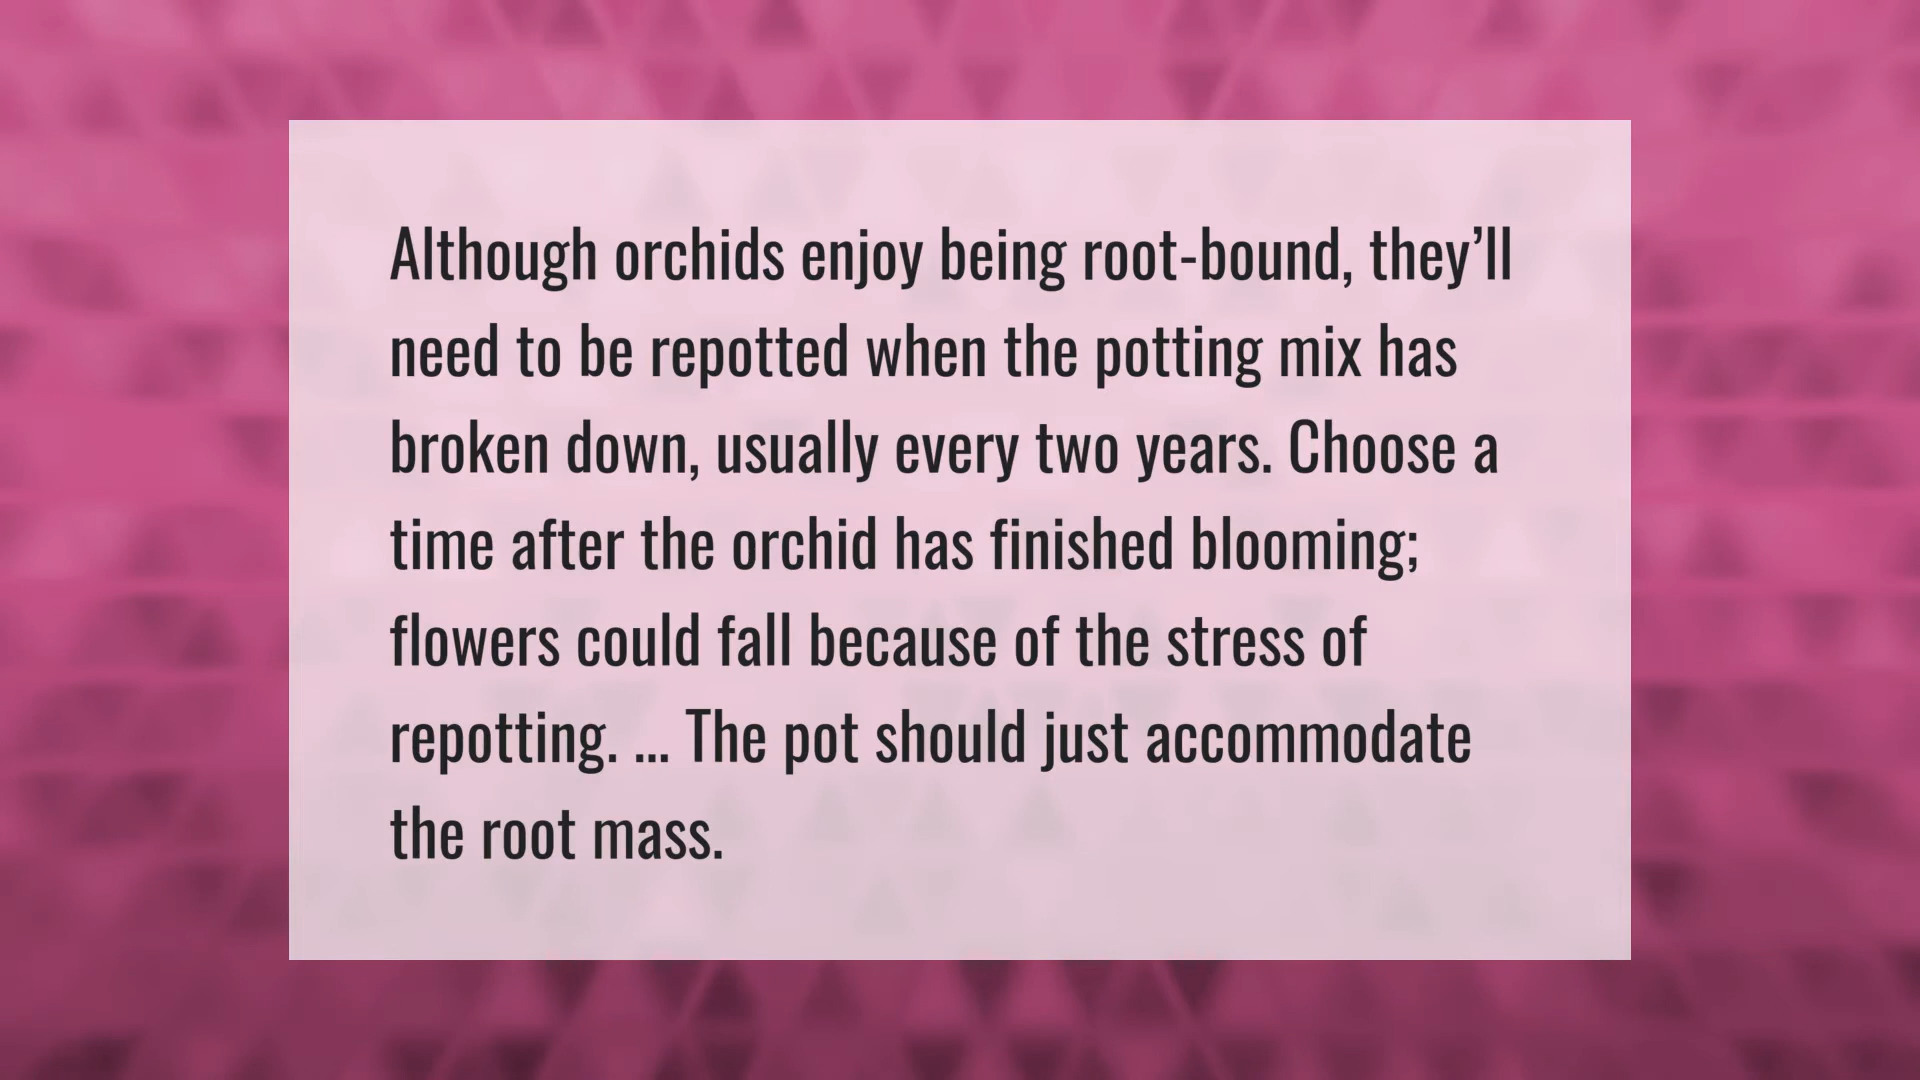 Although orchids enjoy being root-bound, they’ll
need to be repotted when the potting mix has
broken down, usually every two years. Choose a
time after the orchid has finished blooming;
flowers could fall because of the stress of
repotting. ... The pot should just accommodate
the root mass.